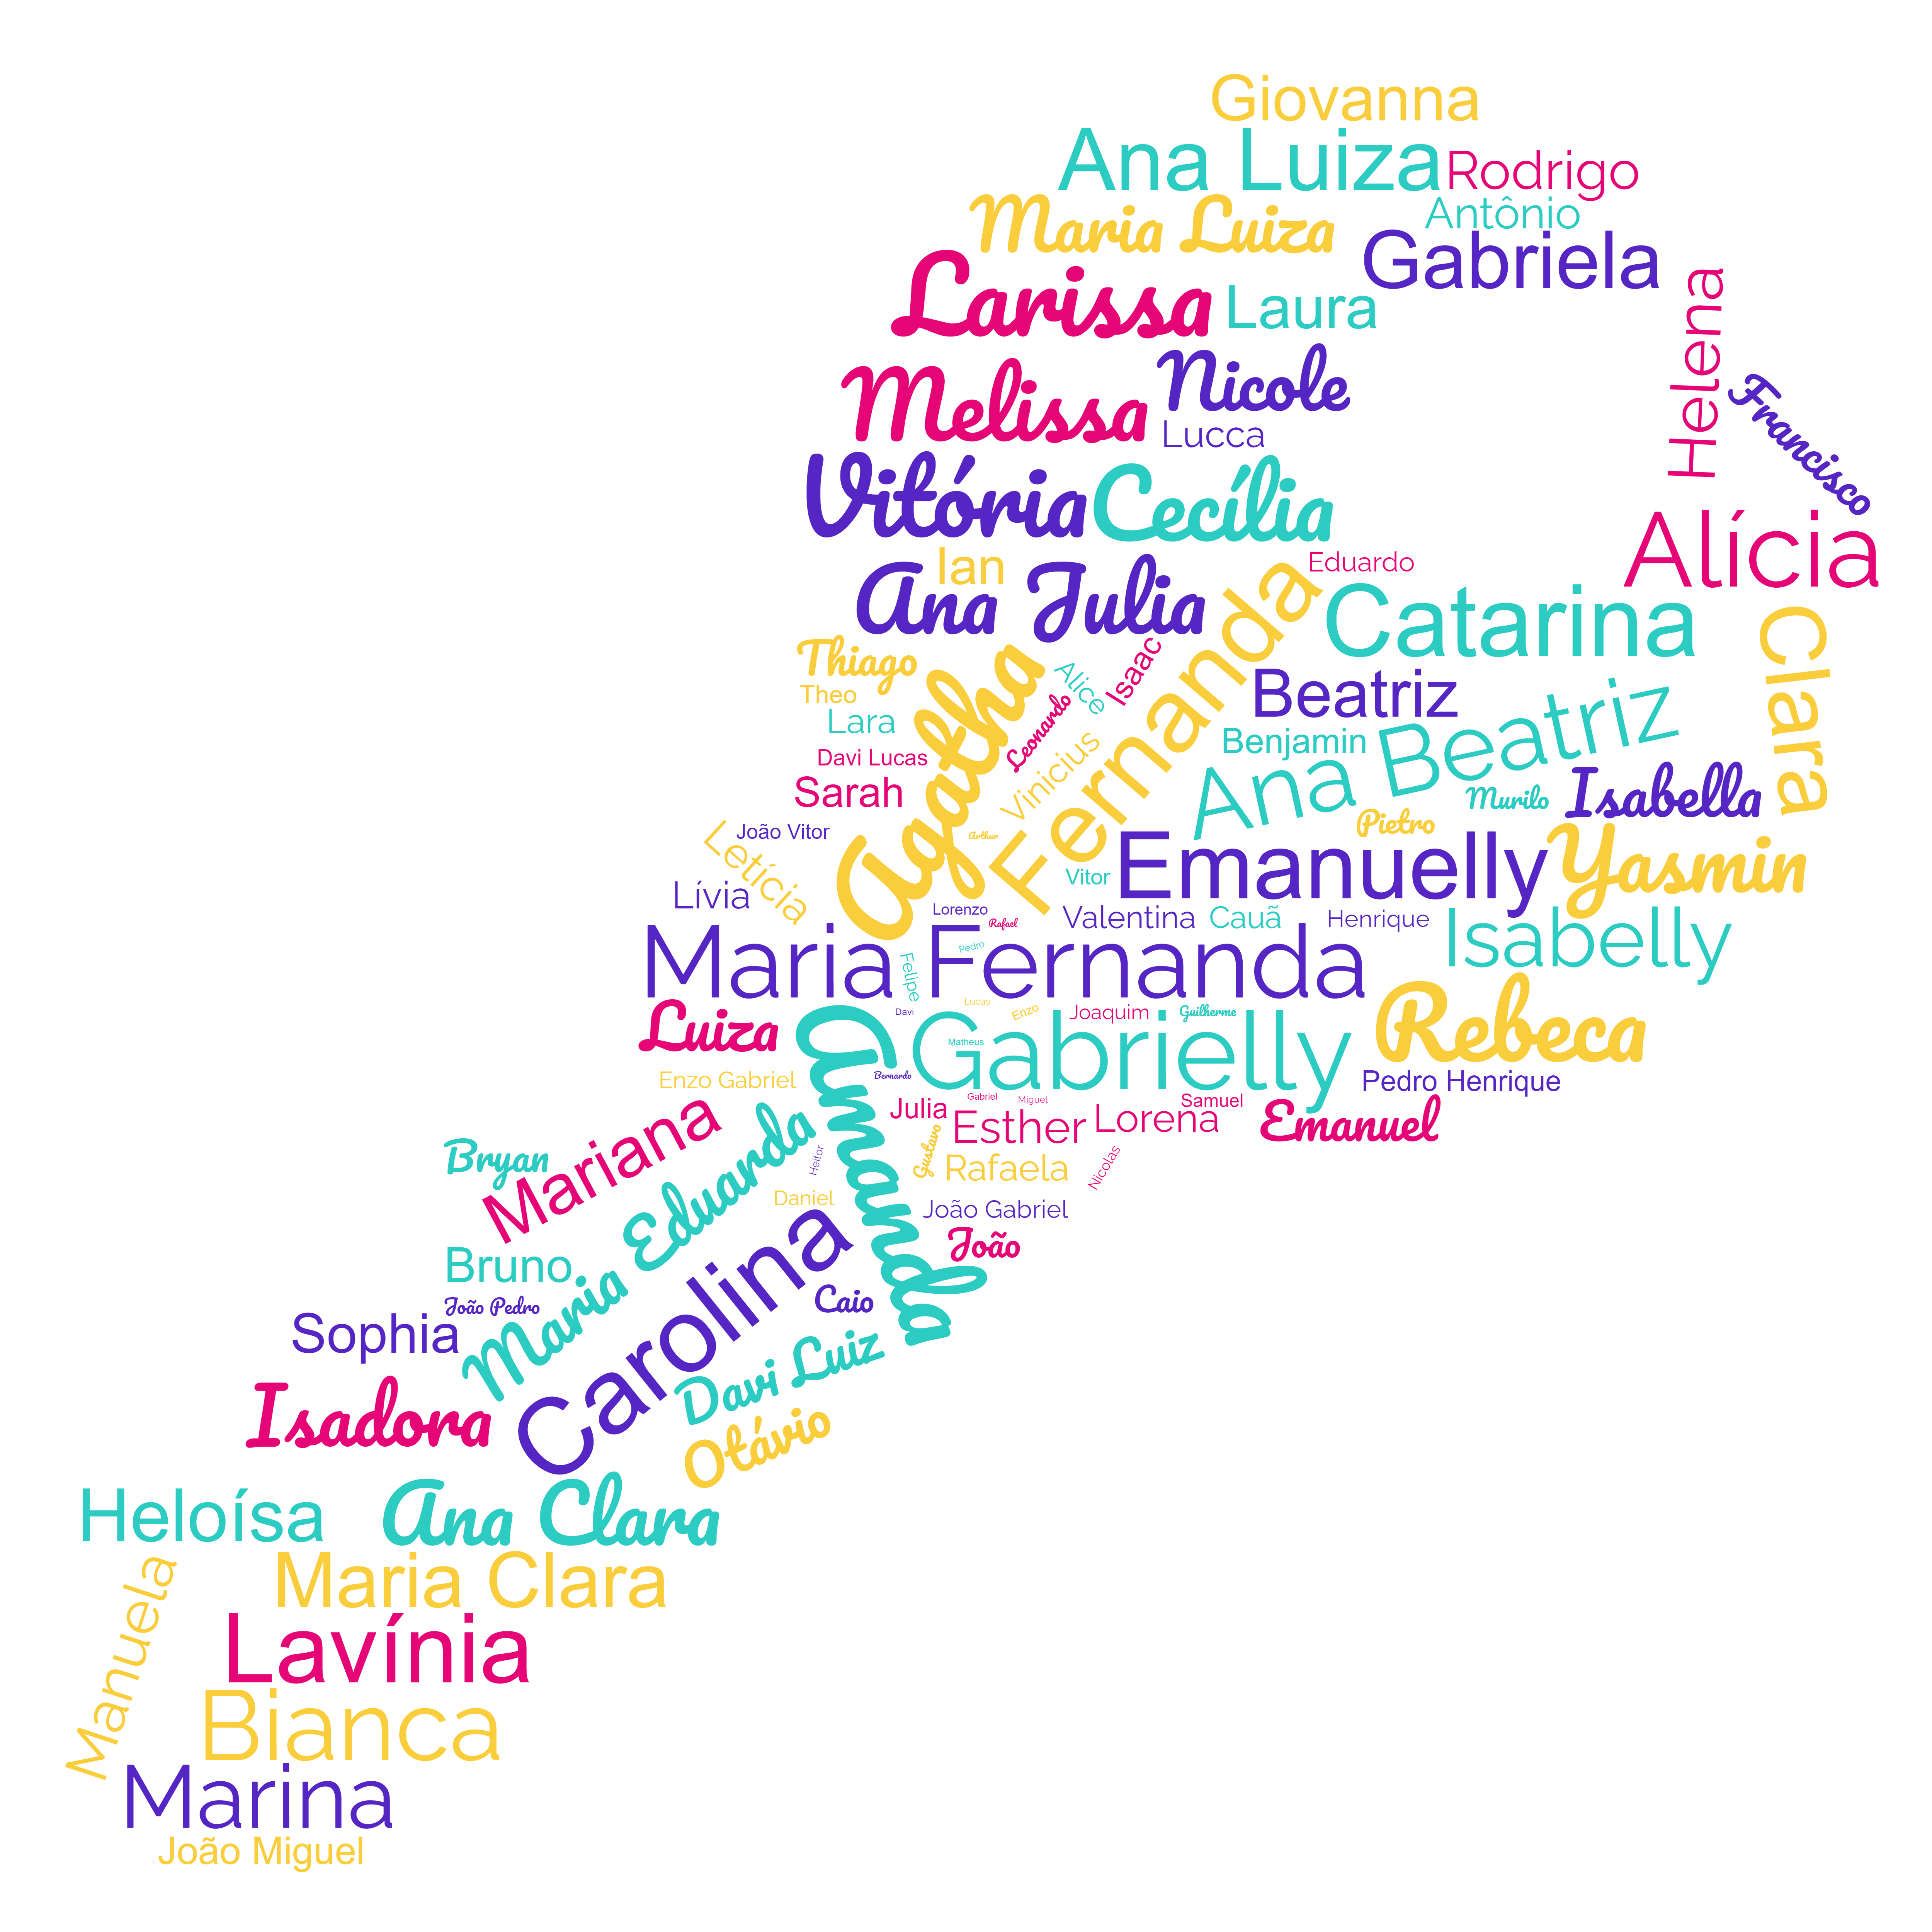 Giovanna
Ana Luiza
Rodrigo
Antônio
Maria Luiza
Gabriela
Larissa
Laura
Helena
Francisco
Melissa
Nicole
Lucca
Vitória
Cecília
Alícia
Ian
Eduardo
Ana Julia
Fernanda
Catarina
Clara
Thiago
Agatha
Alice
Isaac
Theo
Leonardo
Beatriz
Lara
Vinicius
Benjamin
Ana Beatriz
Davi Lucas
Sarah
Murilo
Isabella
João Vitor
Arthur
Pietro
Letícia
Vitor
Emanuelly
Yasmin
Lívia
Lorenzo
Rafael
Valentina
Cauã
Henrique
Isabelly
Maria Fernanda
Pedro
Felipe
Luiza
Davi
Lucas
Enzo
Joaquim
Guilherme
Rebeca
Amanda
Matheus
Gabrielly
Enzo Gabriel
Bernardo
Pedro Henrique
Mariana
Julia
Gabriel
Miguel
Samuel
Esther
Lorena
Emanuel
Bryan
Maria Eduarda
Heitor
Gustavo
Rafaela
Nicolas
Daniel
João Gabriel
João
Bruno
Carolina
João Pedro
Caio
Sophia
Davi Luiz
Isadora
Otávio
Heloísa
Ana Clara
Manuela
Maria Clara
Lavínia
Bianca
Marina
João Miguel